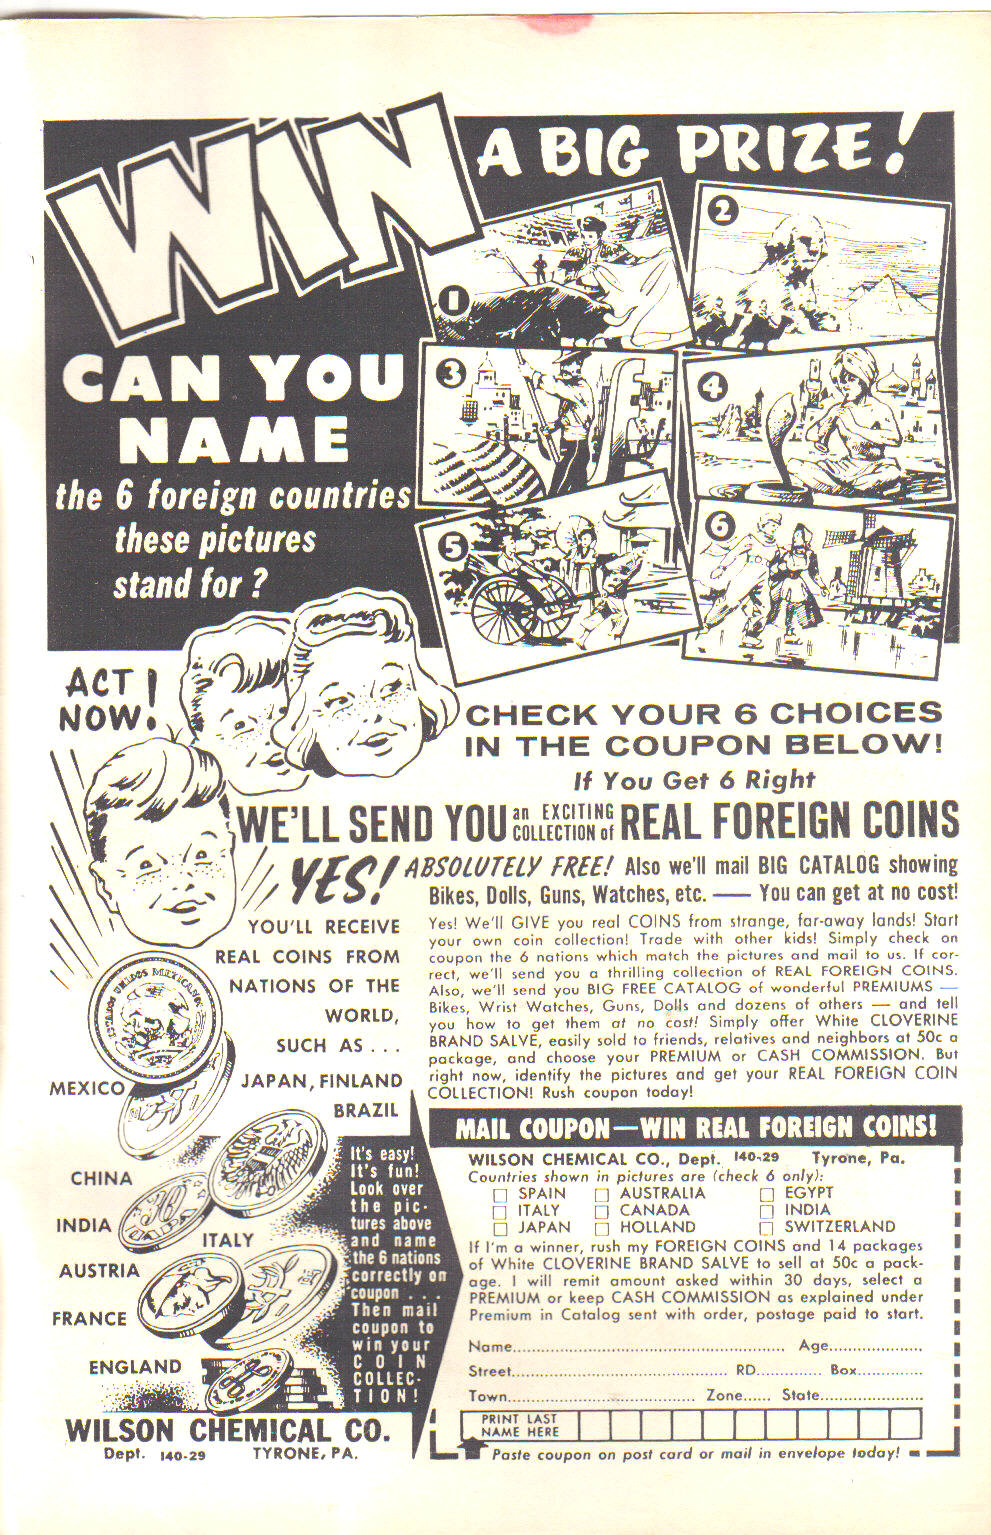 WIN
A BIG PRIZE!
CAN YOU
NAME
the 6 foreign countries
these pictures
stand for?
1
2
3
4
5
6
ACT
NOW!
CHECK YOUR 6 CHOICES
IN THE COUPON BELOW!
If You Get 6 Right
WE'LL SEND YOU an EXCITING COLLECTION of REAL FOREIGN COINS
YES!
ABSOLUTELY FREE! Also we'll mail BIG CATALOG showing
Bikes, Dolls, Guns, Watches, etc. — You can get at no cost!
YOU'LL RECEIVE
REAL COINS FROM
NATIONS OF THE
WORLD,
SUCH AS . . .
JAPAN, FINLAND
BRAZIL
MEXICO
CHINA
INDIA
ITALY
AUSTRIA
FRANCE
ENGLAND
Yes! We'll GIVE you real COINS from strange, far-away lands! Start
your own coin collection! Trade with other kids! Simply check on
coupon the 6 nations which match the pictures and mail to us. If cor-
rect, we'll send you a thrilling collection of REAL FOREIGN COINS.
Also, we'll send you BIG FREE CATALOG of wonderful PREMIUMS —
Bikes, Wrist Watches, Guns, Dolls and dozens of others — and tell
you how to get them at no cost! Simply offer White CLOVERINE
BRAND SALVE, easily sold to friends, relatives and neighbors at 50c a
package, and choose your PREMIUM or CASH COMMISSION. But
right now, identify the pictures and get your REAL FOREIGN COIN
COLLECTION! Rush coupon today!
It's easy!
It's fun!
Look over
the pic-
tures above
and name
the 6 nations
correctly on
coupon . . .
Then mail
coupon to
win your
COIN
COLLEC-
TION!
WILSON CHEMICAL CO.
Dept. 140-29 TYRONE, PA.
MAIL COUPON—WIN REAL FOREIGN COINS!
WILSON CHEMICAL CO., Dept. 140-29 Tyrone, Pa.
Countries shown in pictures are (check 6 only):
☐ SPAIN ☐ AUSTRALIA ☐ EGYPT
☐ ITALY ☐ CANADA ☐ INDIA
☐ JAPAN ☐ HOLLAND ☐ SWITZERLAND
If I'm a winner, rush my FOREIGN COINS and 14 packages
of White CLOVERINE BRAND SALVE to sell at 50c a pack-
age. I will remit amount asked within 30 days, select a
PREMIUM or keep CASH COMMISSION as explained under
Premium in Catalog sent with order, postage paid to start.
Name........ Age........
Street........ RD........ Box........
Town........ Zone...... State........
PRINT LAST
NAME HERE
Paste coupon on post card or mail in envelope today!